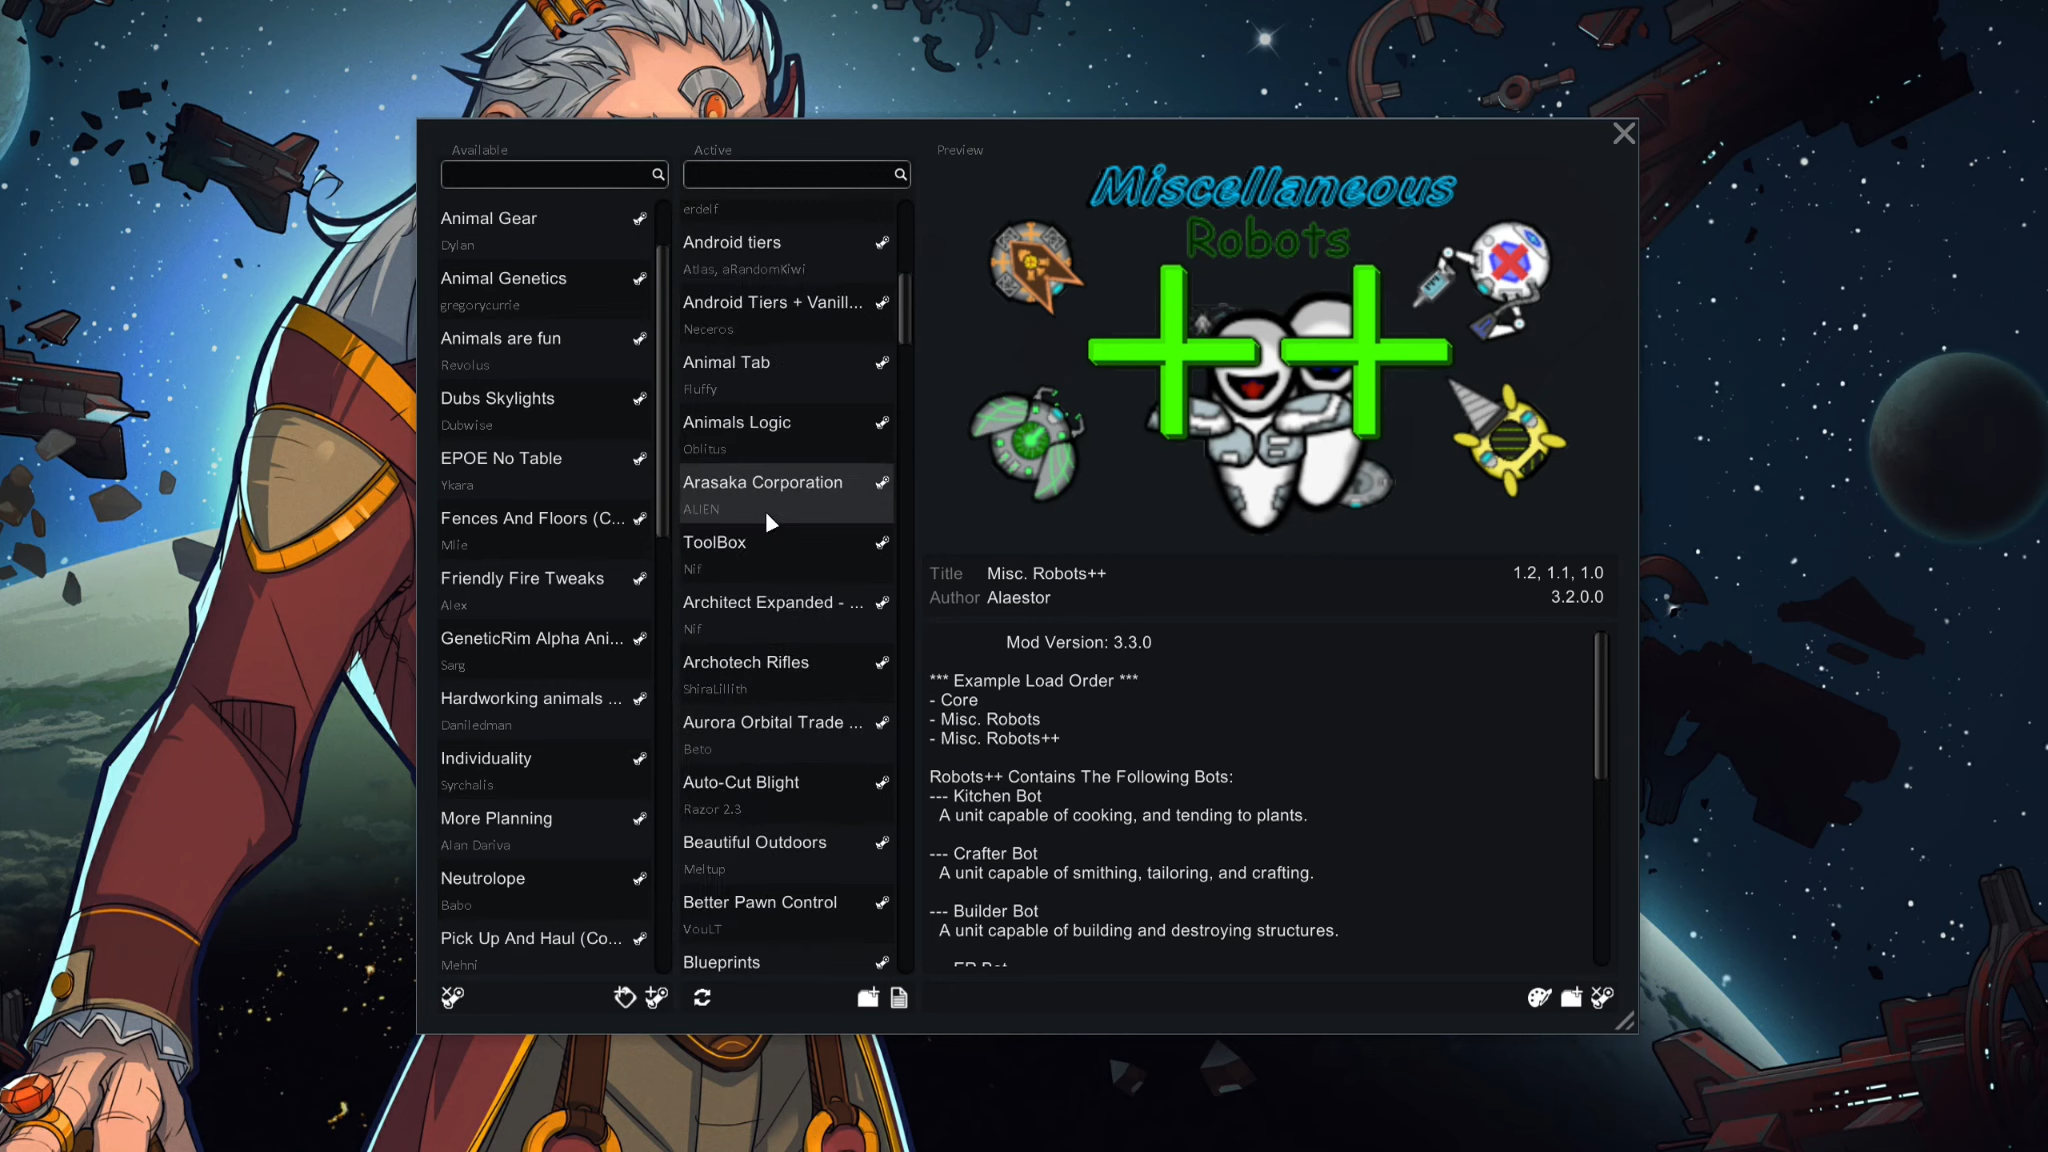 Available
Animal Gear
Dylan
Animal Genetics
gregorycurrie
Animals are fun
Revolus
Dubs Skylights
Dubwise
EPOE No Table
Ykara
Fences And Floors (C...
Mlie
Friendly Fire Tweaks
Alex
GeneticRim Alpha Ani...
Sarg
Hardworking animals ...
Daniledman
Individuality
Syrchalis
More Planning
Alan Dariva
Neutrolope
Babo
Pick Up And Haul (Co...
Mehni
Active
erdelf
Android tiers
Atlas, aRandomKiwi
Android Tiers + Vanill...
Neceros
Animal Tab
Fluffy
Animals Logic
Oblitus
Arasaka Corporation
ALIEN
ToolBox
Nif
Architect Expanded - ...
Nif
Archotech Rifles
ShiraLillith
Aurora Orbital Trade ...
Beto
Auto-Cut Blight
Razor 2.3
Beautiful Outdoors
Meltup
Better Pawn Control
VouLT
Blueprints
Preview
Miscellaneous
Robots
Title Misc. Robots++ 1.2, 1.1, 1.0
Author Alaestor 3.2.0.0
Mod Version: 3.3.0
*** Example Load Order ***
- Core
- Misc. Robots
- Misc. Robots++
Robots++ Contains The Following Bots:
--- Kitchen Bot
A unit capable of cooking, and tending to plants.
--- Crafter Bot
A unit capable of smithing, tailoring, and crafting.
--- Builder Bot
A unit capable of building and destroying structures.